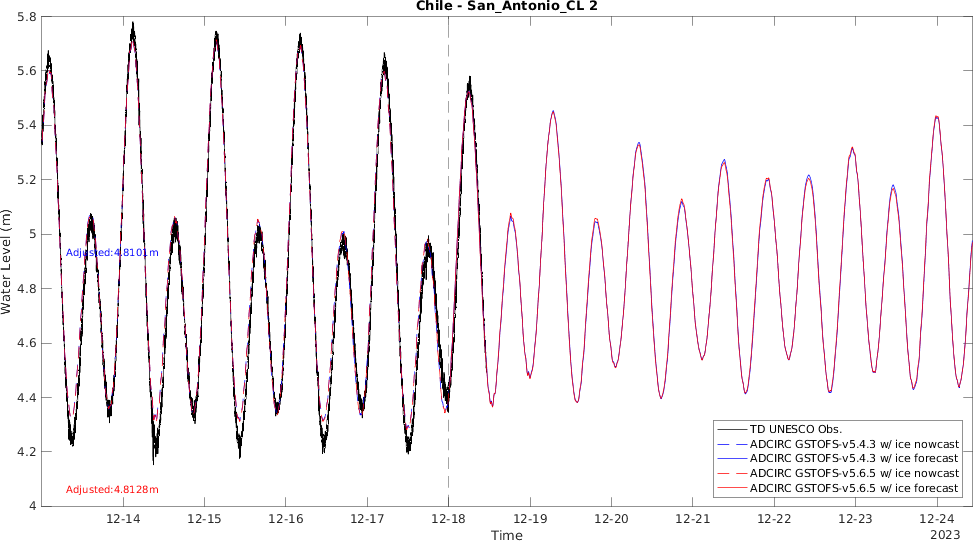 Chile - San_Antonio_CL 2
5.8
5.6
5.4
5.2
5
4.8
4.6
4.4
4.2
4
Water Level (m)
Adjusted:4.8101m
Adjusted:4.8128m
TD UNESCO Obs.
ADCIRC GSTOFS-v5.4.3 w/ ice nowcast
ADCIRC GSTOFS-v5.4.3 w/ ice forecast
ADCIRC GSTOFS-v5.6.5 w/ ice nowcast
ADCIRC GSTOFS-v5.6.5 w/ ice forecast
12-14 12-15 12-16 12-17 12-18 12-19 12-20 12-21 12-22 12-23 12-24
Time
2023